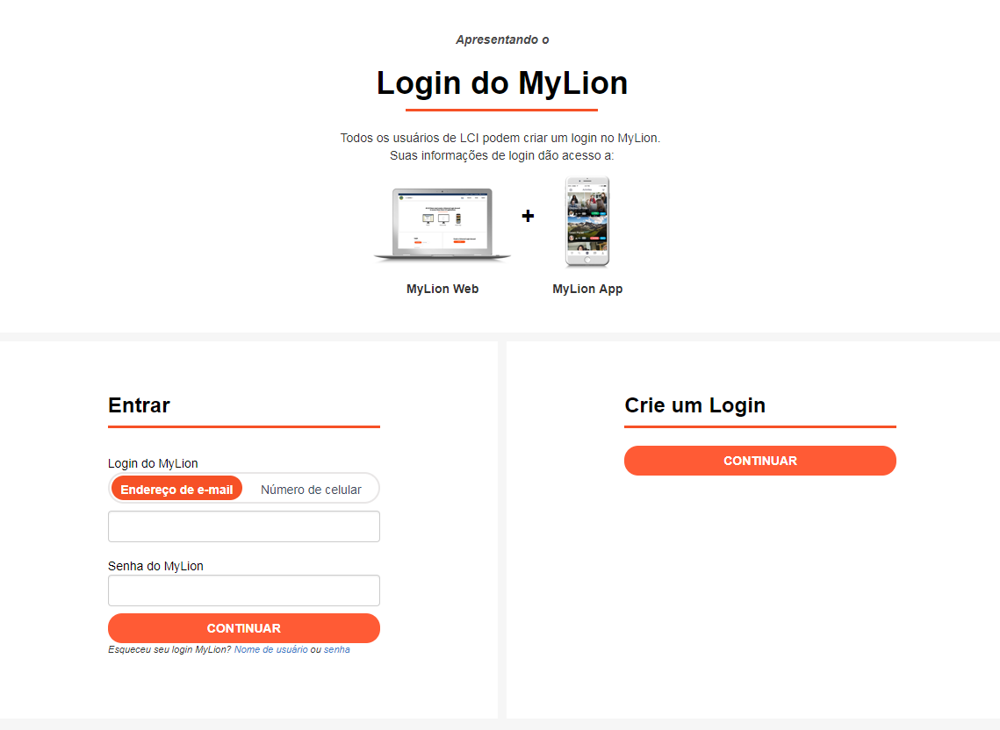 Apresentando o
Login do MyLion
Todos os usuários de LCI podem criar um login no MyLion.
Suas informações de login dão acesso a:
+
MyLion Web
MyLion App
Entrar
Login do MyLion
Endereço de e-mail
Número de celular
Senha do MyLion
CONTINUAR
Esqueceu seu login MyLion? Nome de usuário ou senha
Crie um Login
CONTINUAR